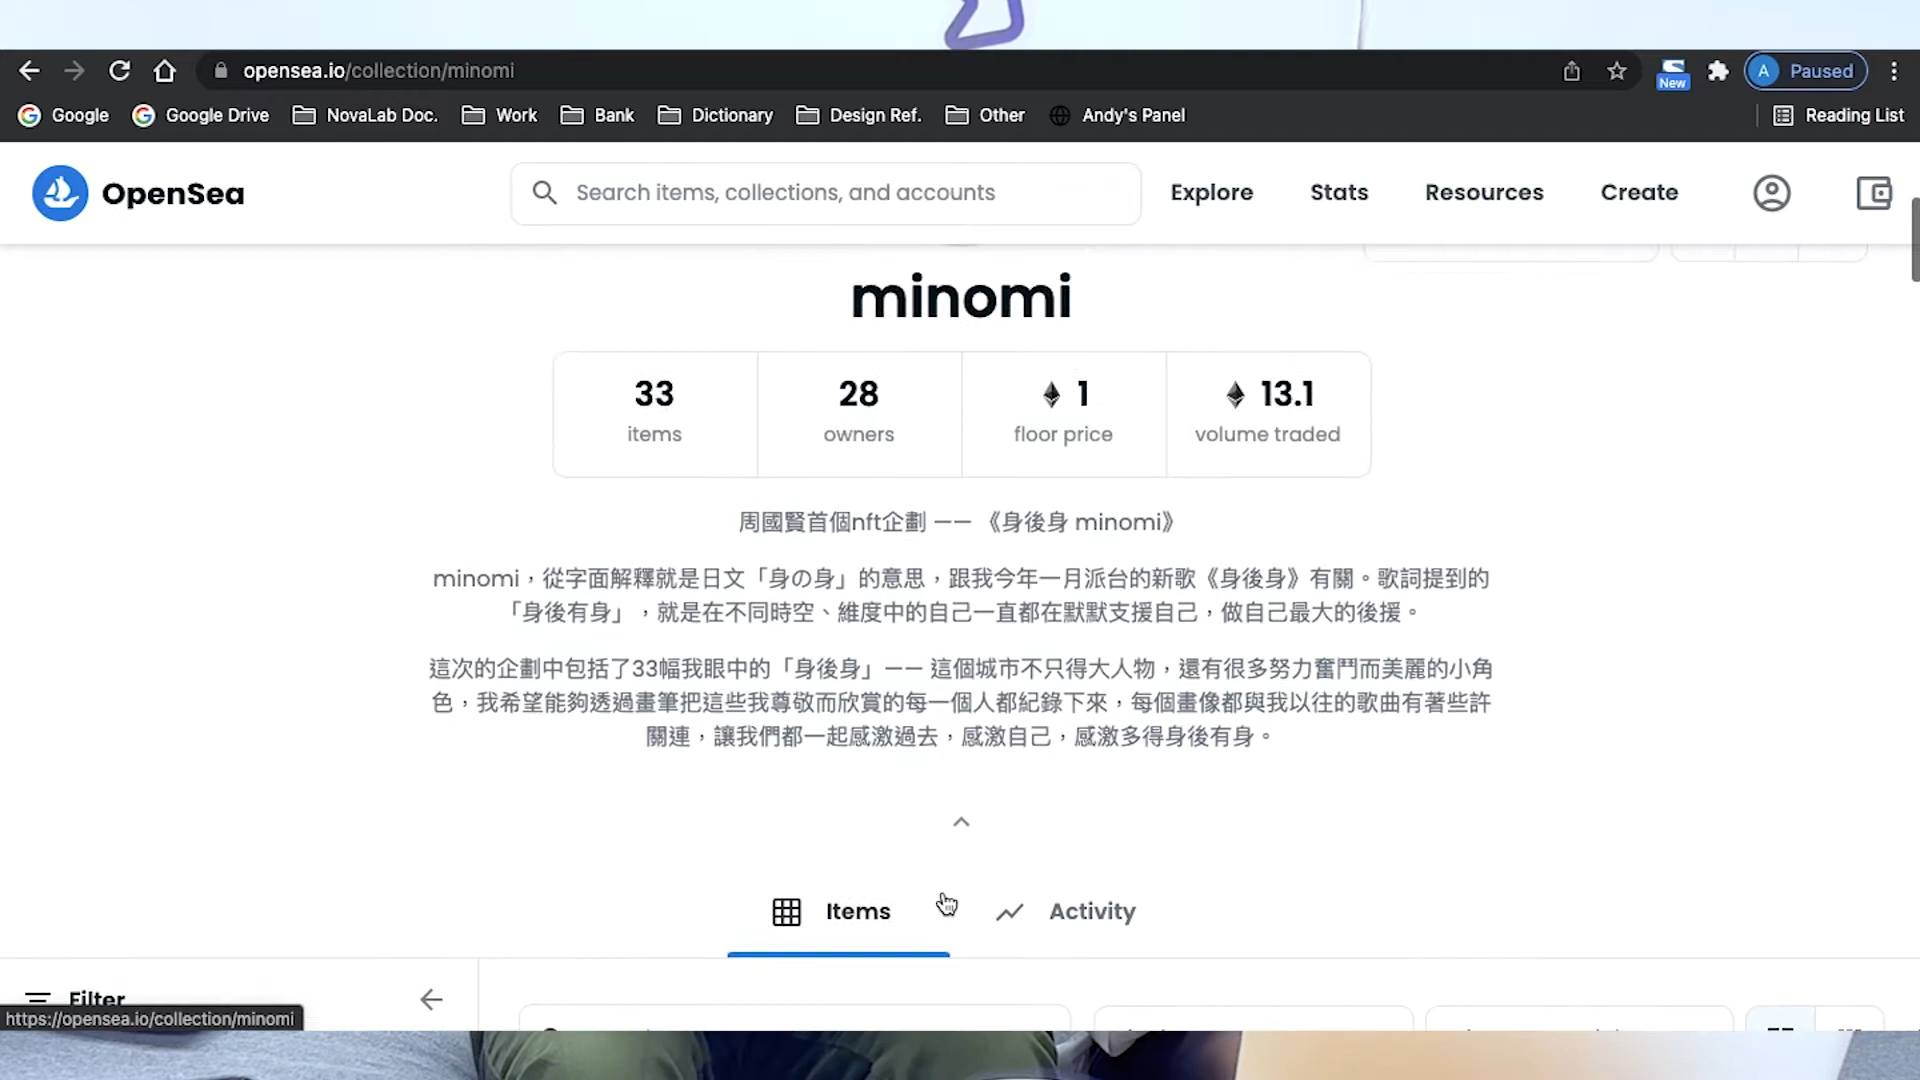 opensea.io/collection/minomi
New
A
Paused
Google
Google Drive
NovaLab Doc.
Work
Bank
Dictionary
Design Ref.
Other
Andy's Panel
Reading List
OpenSea
Search items, collections, and accounts
Explore
Stats
Resources
Create
minomi
33
28
1
13.1
items
owners
floor price
volume traded
周國賢首個nft企劃 —— 《身後身 minomi》
minomi，從字面解釋就是日文「身の身」的意思，跟我今年一月派台的新歌《身後身》有關。歌詞提到的
「身後有身」，就是在不同時空、維度中的自己一直都在默默支援自己，做自己最大的後援。
這次的企劃中包括了33幅我眼中的「身後身」—— 這個城市不只得大人物，還有很多努力奮鬥而美麗的小角
色，我希望能夠透過畫筆把這些我尊敬而欣賞的每一個人都紀錄下來，每個畫像都與我以往的歌曲有著些許
關連，讓我們都一起感激過去，感激自己，感激多得身後有身。
Items
Activity
Filter
https://opensea.io/collection/minomi